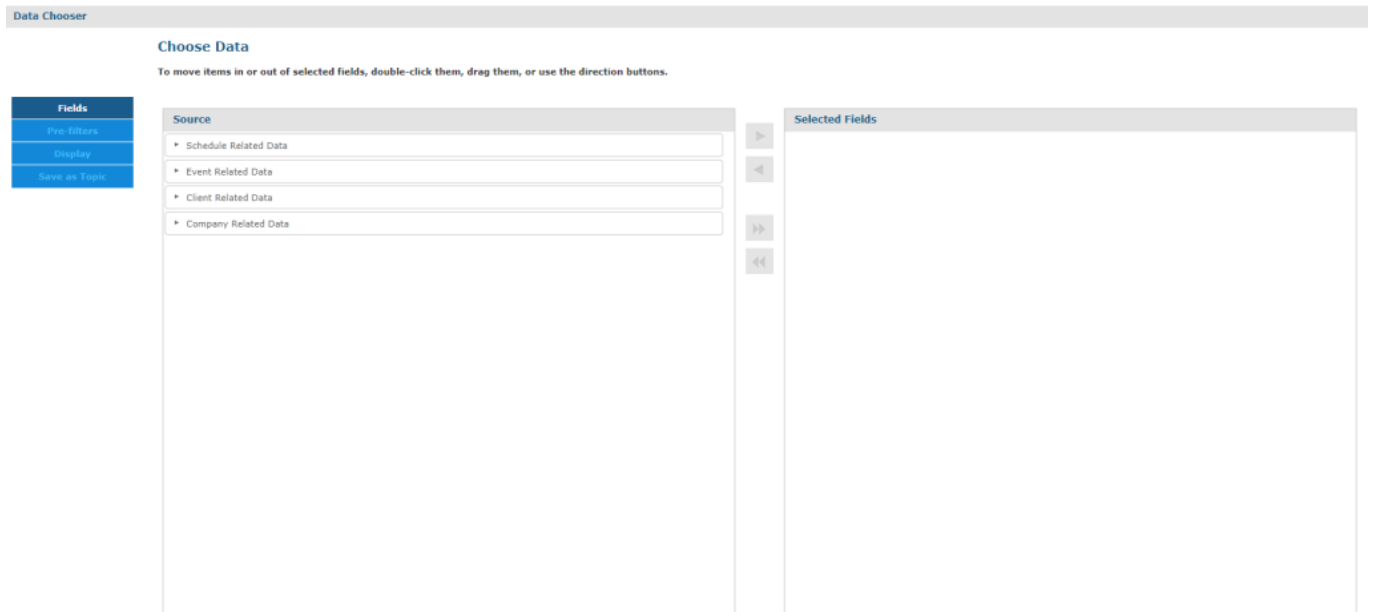 Data Chooser
Choose Data
To move items in or out of selected fields, double-click them, drag them, or use the direction buttons.
Fields
Pre-filters
Display
Save as Topic
Source
Schedule Related Data
Event Related Data
Client Related Data
Company Related Data
Selected Fields